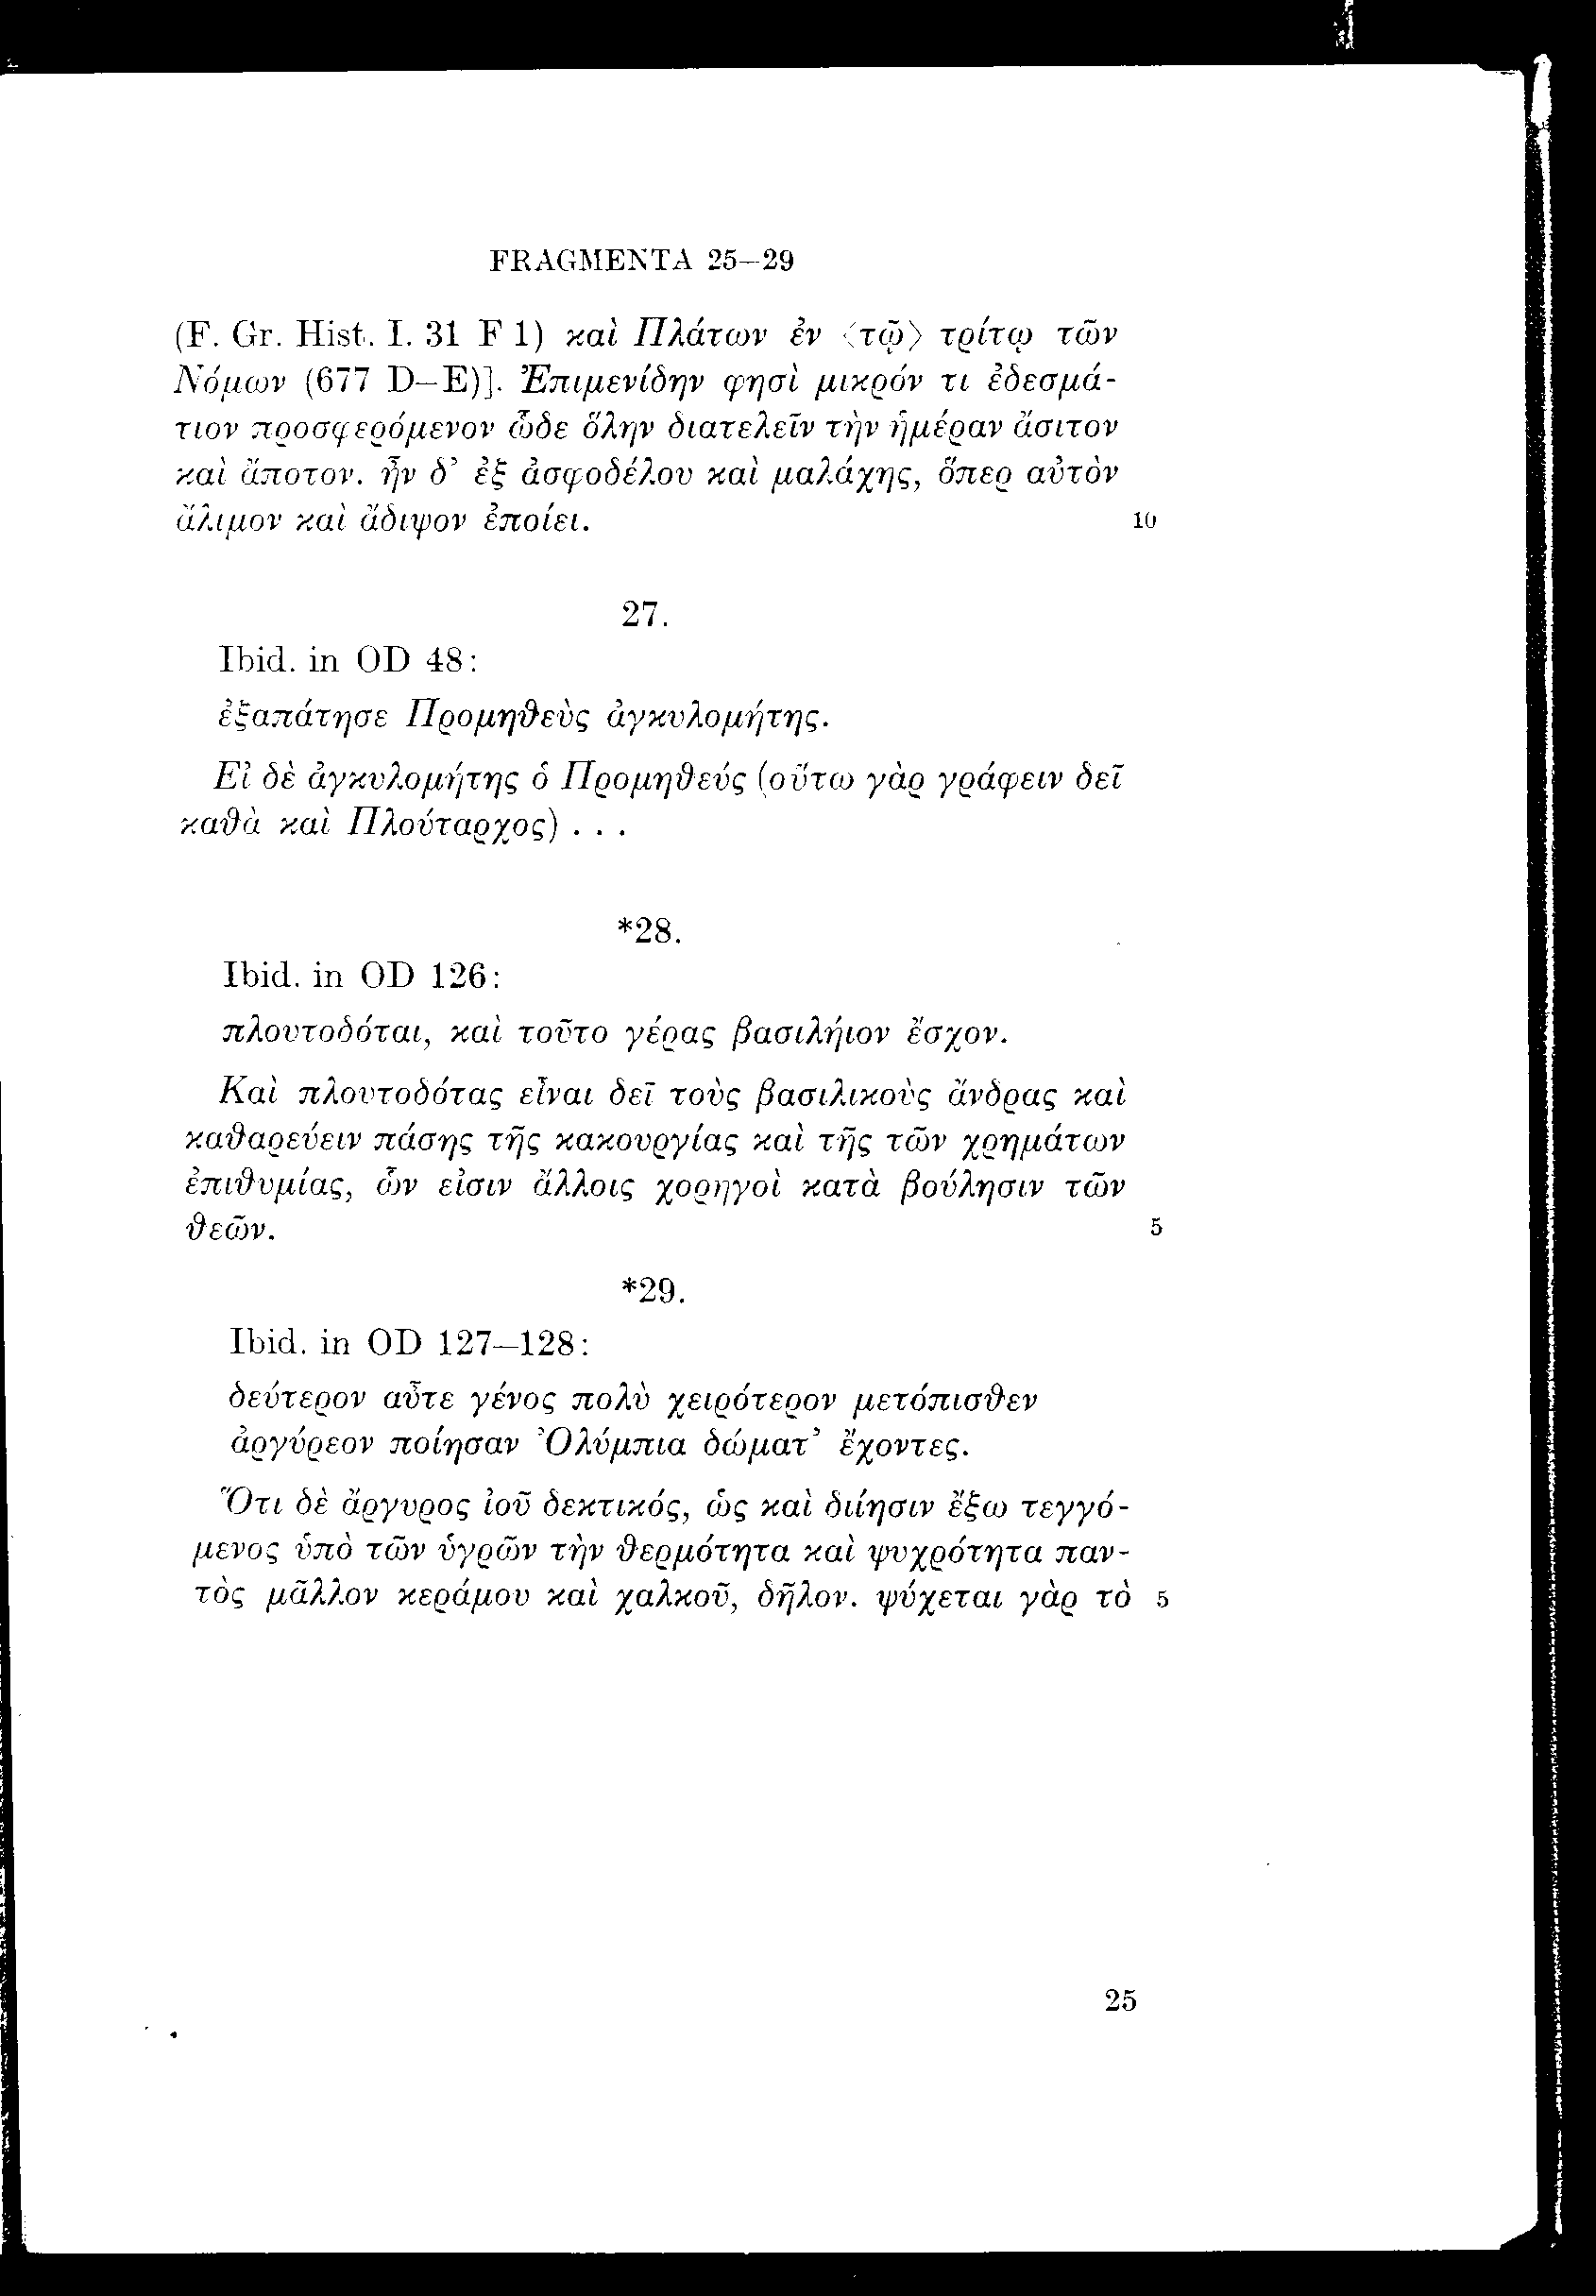 FRAGMENTA 25–29
(F. Gr. Hist. I. 31 F 1) καὶ Πλάτων ἐν ⟨τῷ⟩ τρίτῳ τῶν
Νόμων (677 D–E)]. Ἐπιμενίδην φησὶ μικρόν τι ἐδεσμά-
τιον προσφερόμενον ὧδε ὅλην διατελεῖν τὴν ἡμέραν ἄσιτον
καὶ ἄποτον. ἦν δ’ ἐξ ἀσφοδέλου καὶ μαλάχης, ὅπερ αὐτὸν
ἄλιμον καὶ ἄδιψον ἐποίει. 10
27.
Ibid. in OD 48:
ἐξαπάτησε Προμηθεὺς ἀγκυλομήτης.
Εἰ δὲ ἀγκυλομήτης ὁ Προμηθεύς (οὕτω γὰρ γράφειν δεῖ
καθὰ καὶ Πλούταρχος) . . .
*28.
Ibid. in OD 126:
πλουτοδόται, καὶ τοῦτο γέρας βασιλήιον ἔσχον.
Καὶ πλουτοδότας εἶναι δεῖ τοὺς βασιλικοὺς ἄνδρας καὶ
καθαρεύειν πάσης τῆς κακουργίας καὶ τῆς τῶν χρημάτων
ἐπιθυμίας, ὧν εἰσιν ἄλλοις χορηγοὶ κατὰ βούλησιν τῶν
θεῶν. 5
*29.
Ibid. in OD 127–128:
δεύτερον αὖτε γένος πολὺ χειρότερον μετόπισθεν
ἀργύρεον ποίησαν Ὀλύμπια δώματ’ ἔχοντες.
Ὅτι δὲ ἄργυρος ἰοῦ δεκτικός, ὡς καὶ διίησιν ἔξω τεγγό-
μενος ὑπὸ τῶν ὑγρῶν τὴν θερμότητα καὶ ψυχρότητα παν-
τὸς μᾶλλον κεράμου καὶ χαλκοῦ, δῆλον. ψύχεται γὰρ τὸ 5
25